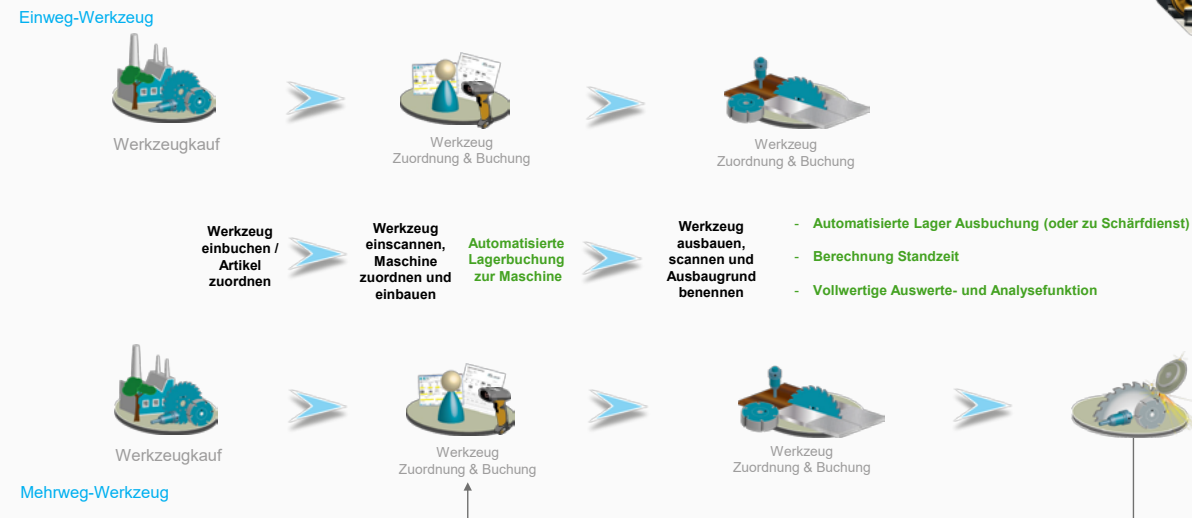 Einweg-Werkzeug
Werkzeugkauf
Werkzeug
Zuordnung & Buchung
Werkzeug
Zuordnung & Buchung
Werkzeug
einbuchen /
Artikel
zuordnen
Werkzeug
einscannen,
Maschine
zuordnen und
einbauen
Automatisierte
Lagerbuchung
zur Maschine
Werkzeug
ausbauen,
scannen und
Ausbaugrund
benennen
- Automatisierte Lager Ausbuchung (oder zu Schärfdienst)
- Berechnung Standzeit
- Vollwertige Auswerte- und Analysefunktion
Werkzeugkauf
Werkzeug
Zuordnung & Buchung
Werkzeug
Zuordnung & Buchung
Mehrweg-Werkzeug